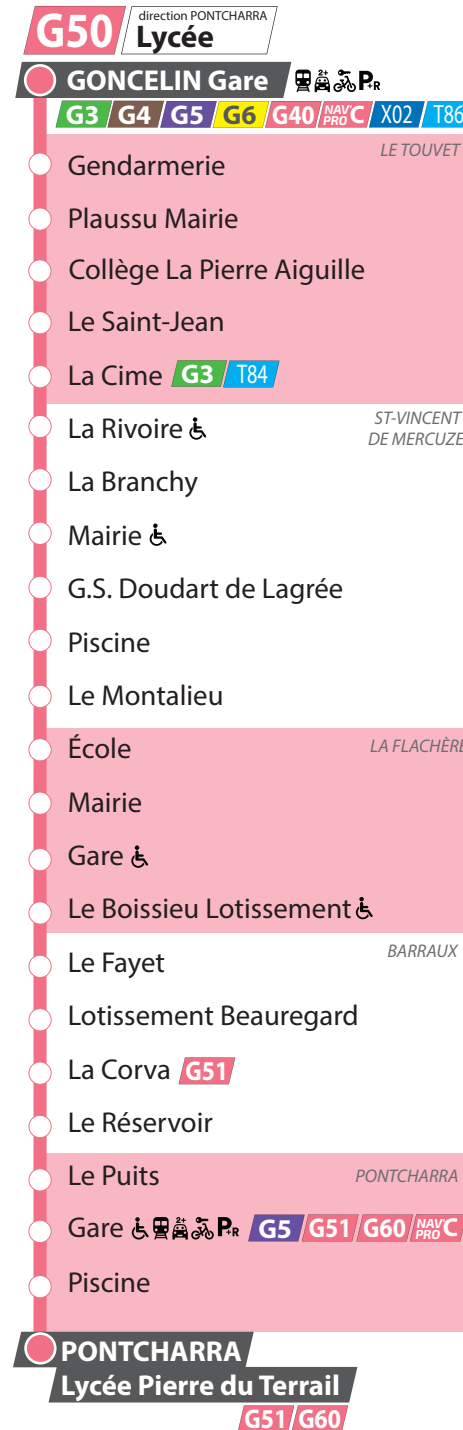 G50 direction PONTCHARRA
Lycée
GONCELIN Gare P+R
G3 G4 G5 G6 G40 NAV'PRO C X02 T86
LE TOUVET
Gendarmerie
Plaussu Mairie
Collège La Pierre Aiguille
Le Saint-Jean
La Cime G3 T84
La Rivoire
ST-VINCENT
DE MERCUZE
La Branchy
Mairie
G.S. Doudart de Lagrée
Piscine
Le Montalieu
École LA FLACHÈRE
Mairie
Gare
Le Boissieu Lotissement
Le Fayet BARRAUX
Lotissement Beauregard
La Corva G51
Le Réservoir
Le Puits PONTCHARRA
Gare 2+ P+R G5 G51 G60 NAV'PRO C
Piscine
PONTCHARRA
Lycée Pierre du Terrail
G51 G60